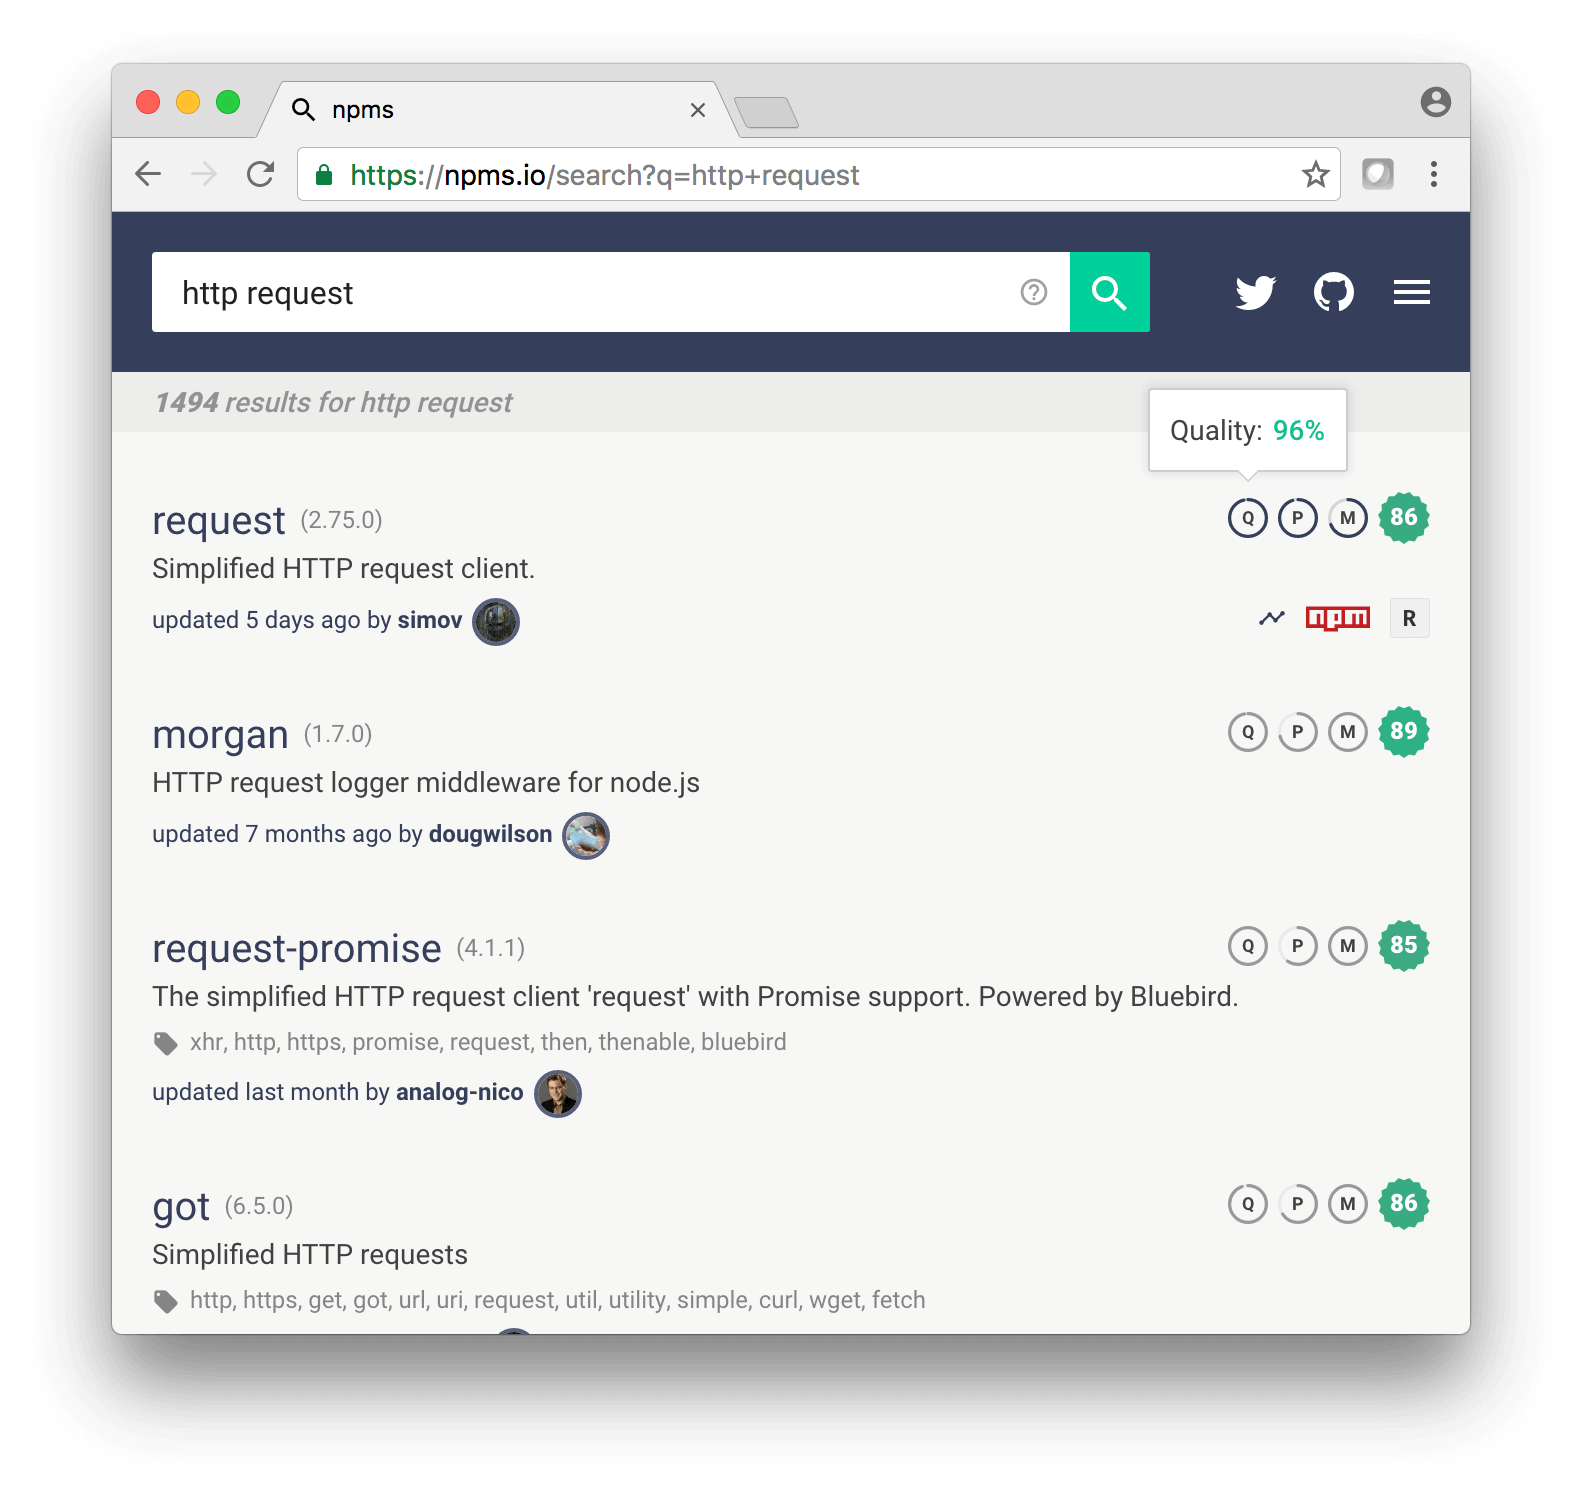 npms
https://npms.io/search?q=http+request
http request
1494 results for http request
Quality: 96%
request (2.75.0)
Q P M 86
Simplified HTTP request client.
updated 5 days ago by simov
npm R
morgan (1.7.0)
Q P M 89
HTTP request logger middleware for node.js
updated 7 months ago by dougwilson
request-promise (4.1.1)
Q P M 85
The simplified HTTP request client 'request' with Promise support. Powered by Bluebird.
xhr, http, https, promise, request, then, thenable, bluebird
updated last month by analog-nico
got (6.5.0)
Q P M 86
Simplified HTTP requests
http, https, get, got, url, uri, request, util, utility, simple, curl, wget, fetch